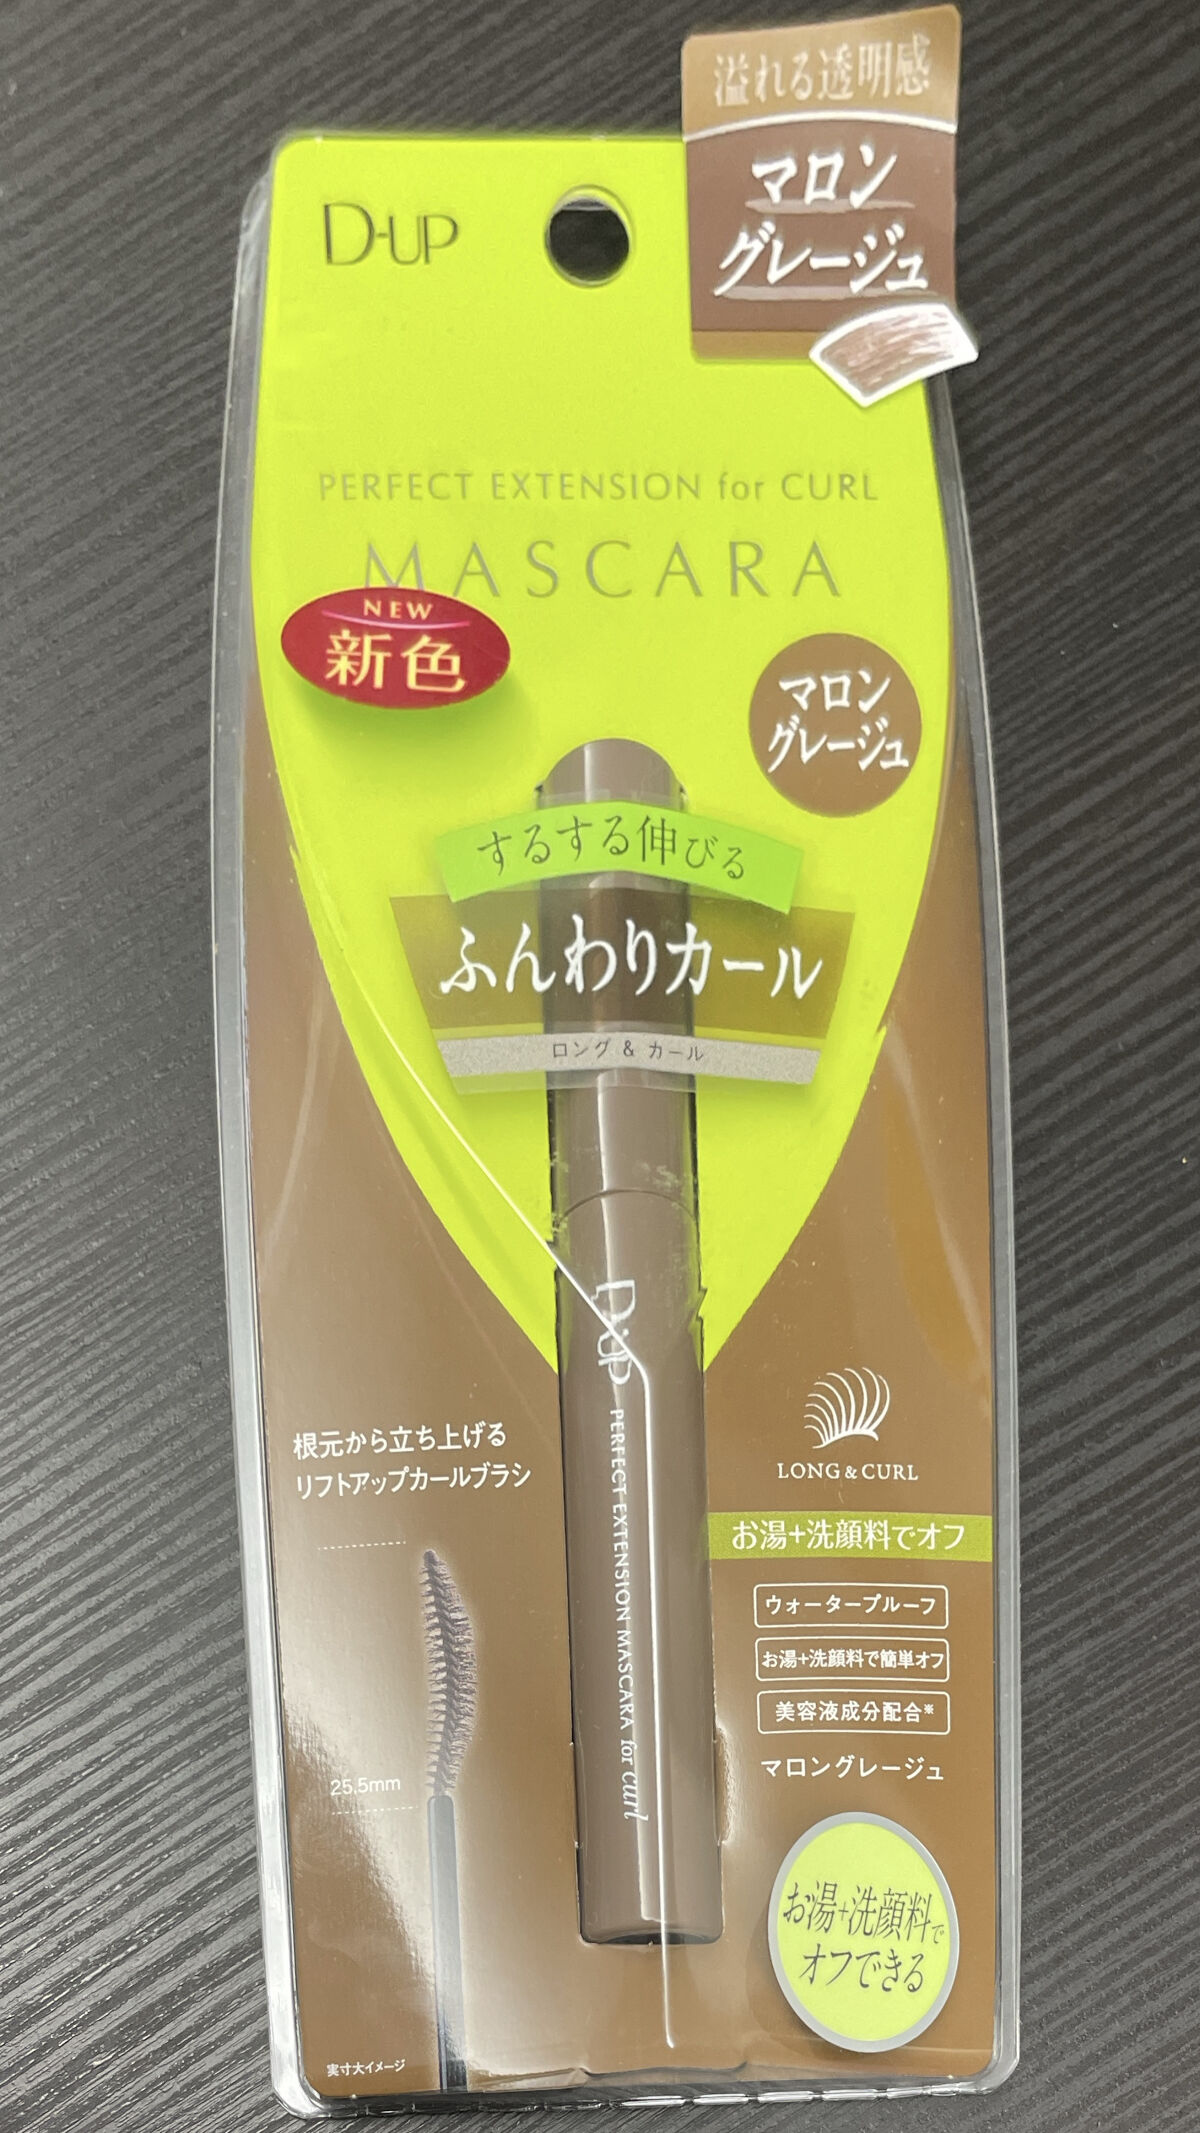 溢れる透明感
マロン
グレージュ
D-UP
PERFECT EXTENSION for CURL
MASCARA
NEW
新色
マロン
グレージュ
するする伸びる
ふんわりカール
ロング & カール
D-UP PERFECT EXTENSION MASCARA for curl
根元から立ち上げる
リフトアップカールブラシ
25.5mm
実寸大イメージ
LONG & CURL
お湯+洗顔料でオフ
ウォータープルーフ
お湯+洗顔料で簡単オフ
美容液成分配合※
マロングレージュ
お湯+洗顔料で
オフできる